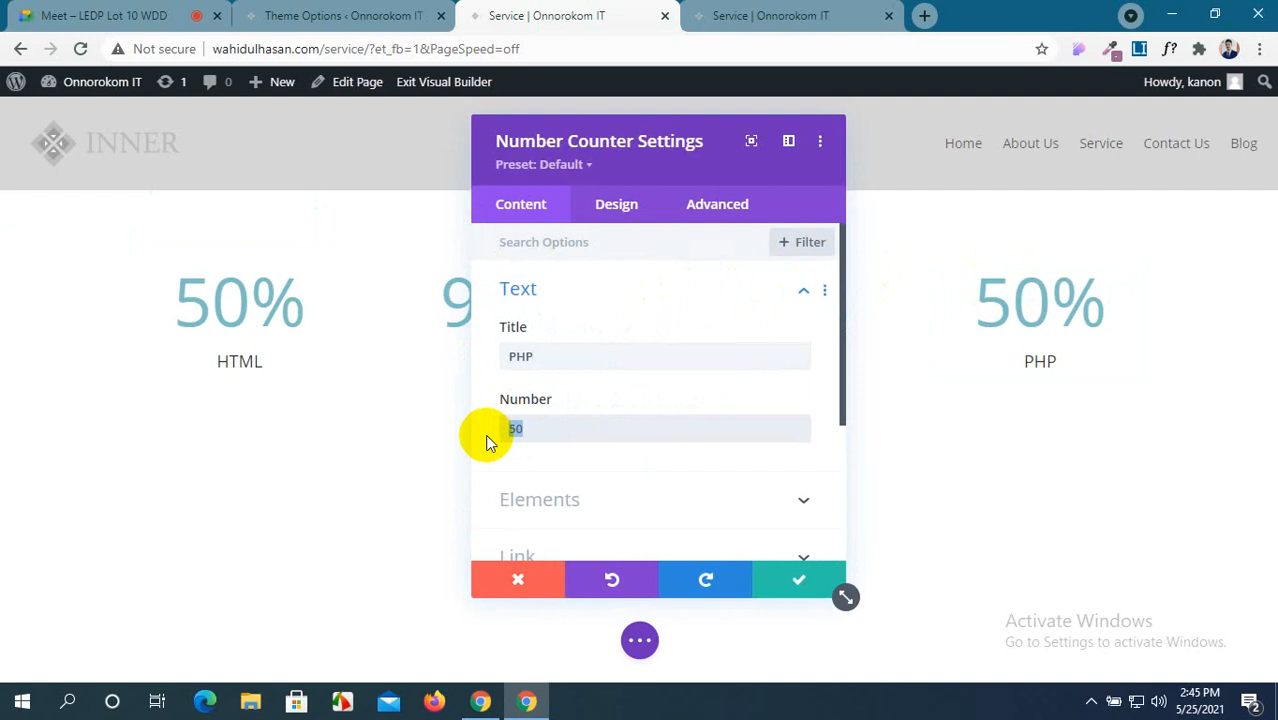 Meet – LEDP Lot 10 WDD
Theme Options ‹ Onnorokom IT
Service | Onnorokom IT
Service | Onnorokom IT
Not secure
wahidulhasan.com/service/?et_fb=1&PageSpeed=off
Onnorokom IT
1
0
New
Edit Page
Exit Visual Builder
Howdy, kanon
INNER
Home
About Us
Service
Contact Us
Blog
Number Counter Settings
Preset: Default
Content
Design
Advanced
Search Options
+ Filter
Text
Title
PHP
Number
50
Elements
Link
50%
HTML
9
50%
PHP
Activate Windows
Go to Settings to activate Windows.
2:45 PM
5/25/2021
2